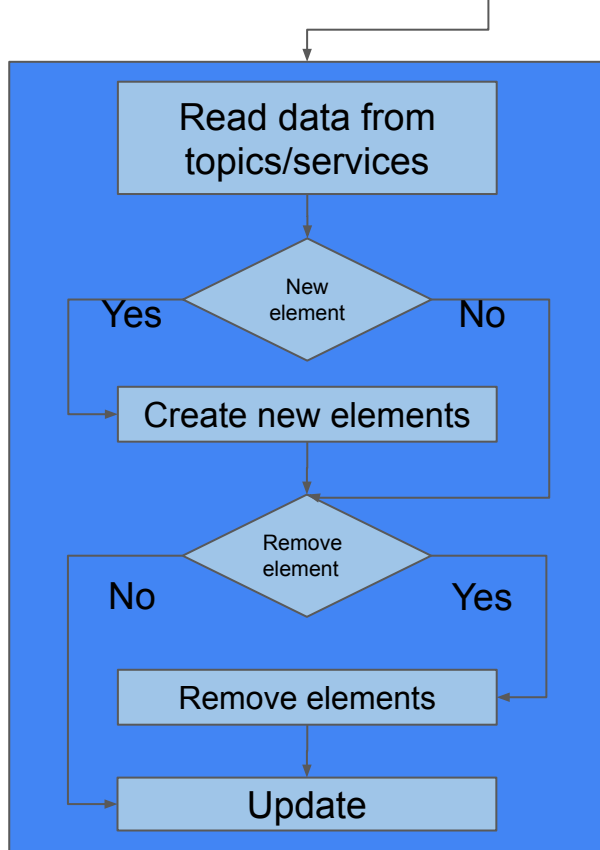 Read data from
topics/services
New
element
Yes
No
Create new elements
Remove
element
No
Yes
Remove elements
Update